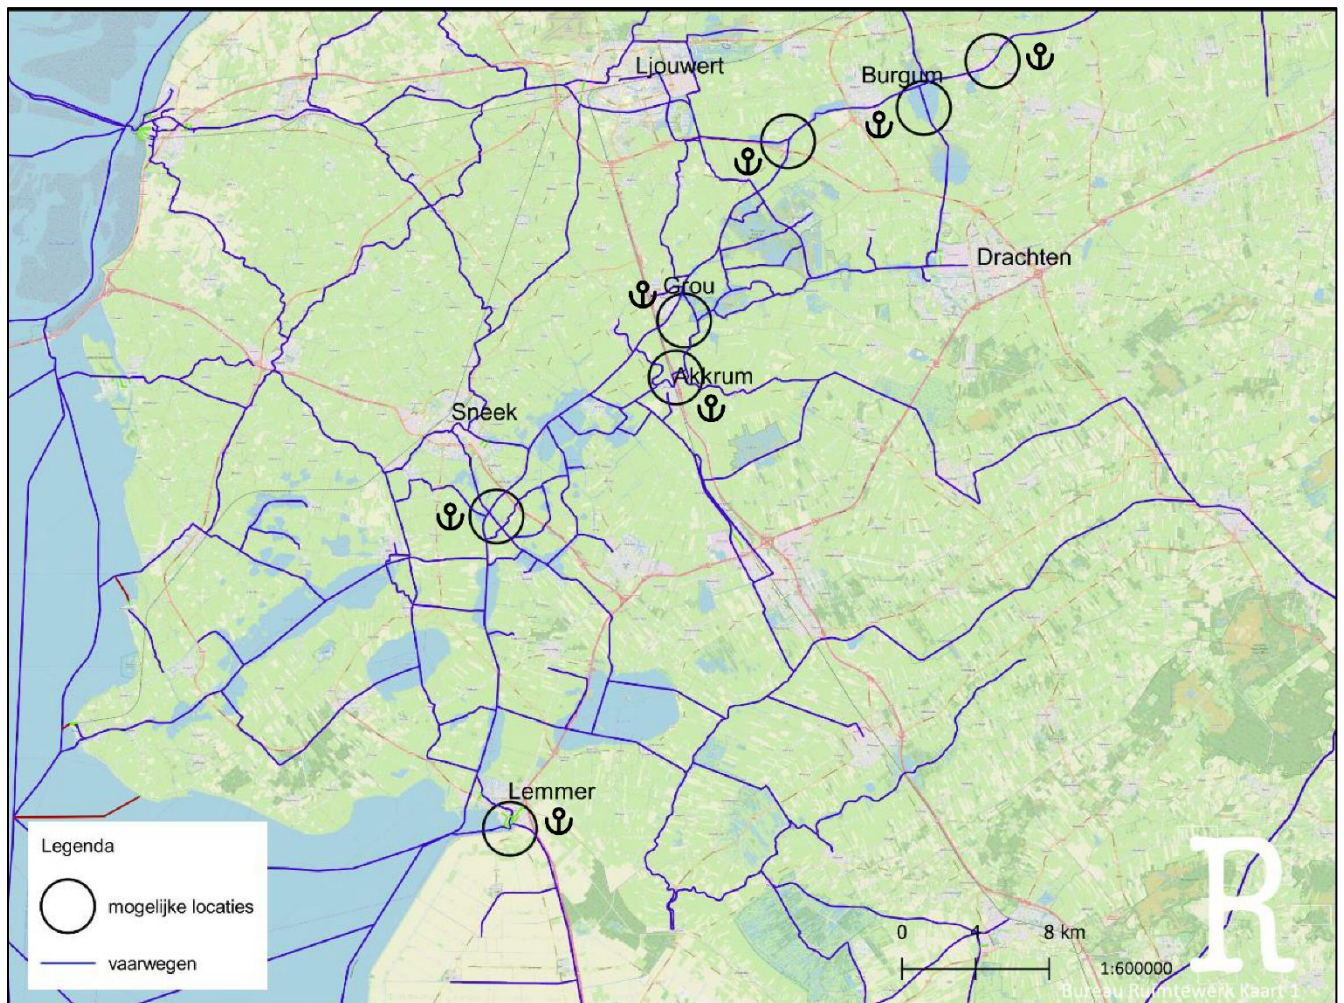 Ljouwert
Burgum
Drachten
Grou
Akkrum
Sneek
Lemmer
Legenda
mogelijke locaties
vaarwegen
0 4 8 km
1:600000
R
Bureau Ruimtewerk Kaart 1